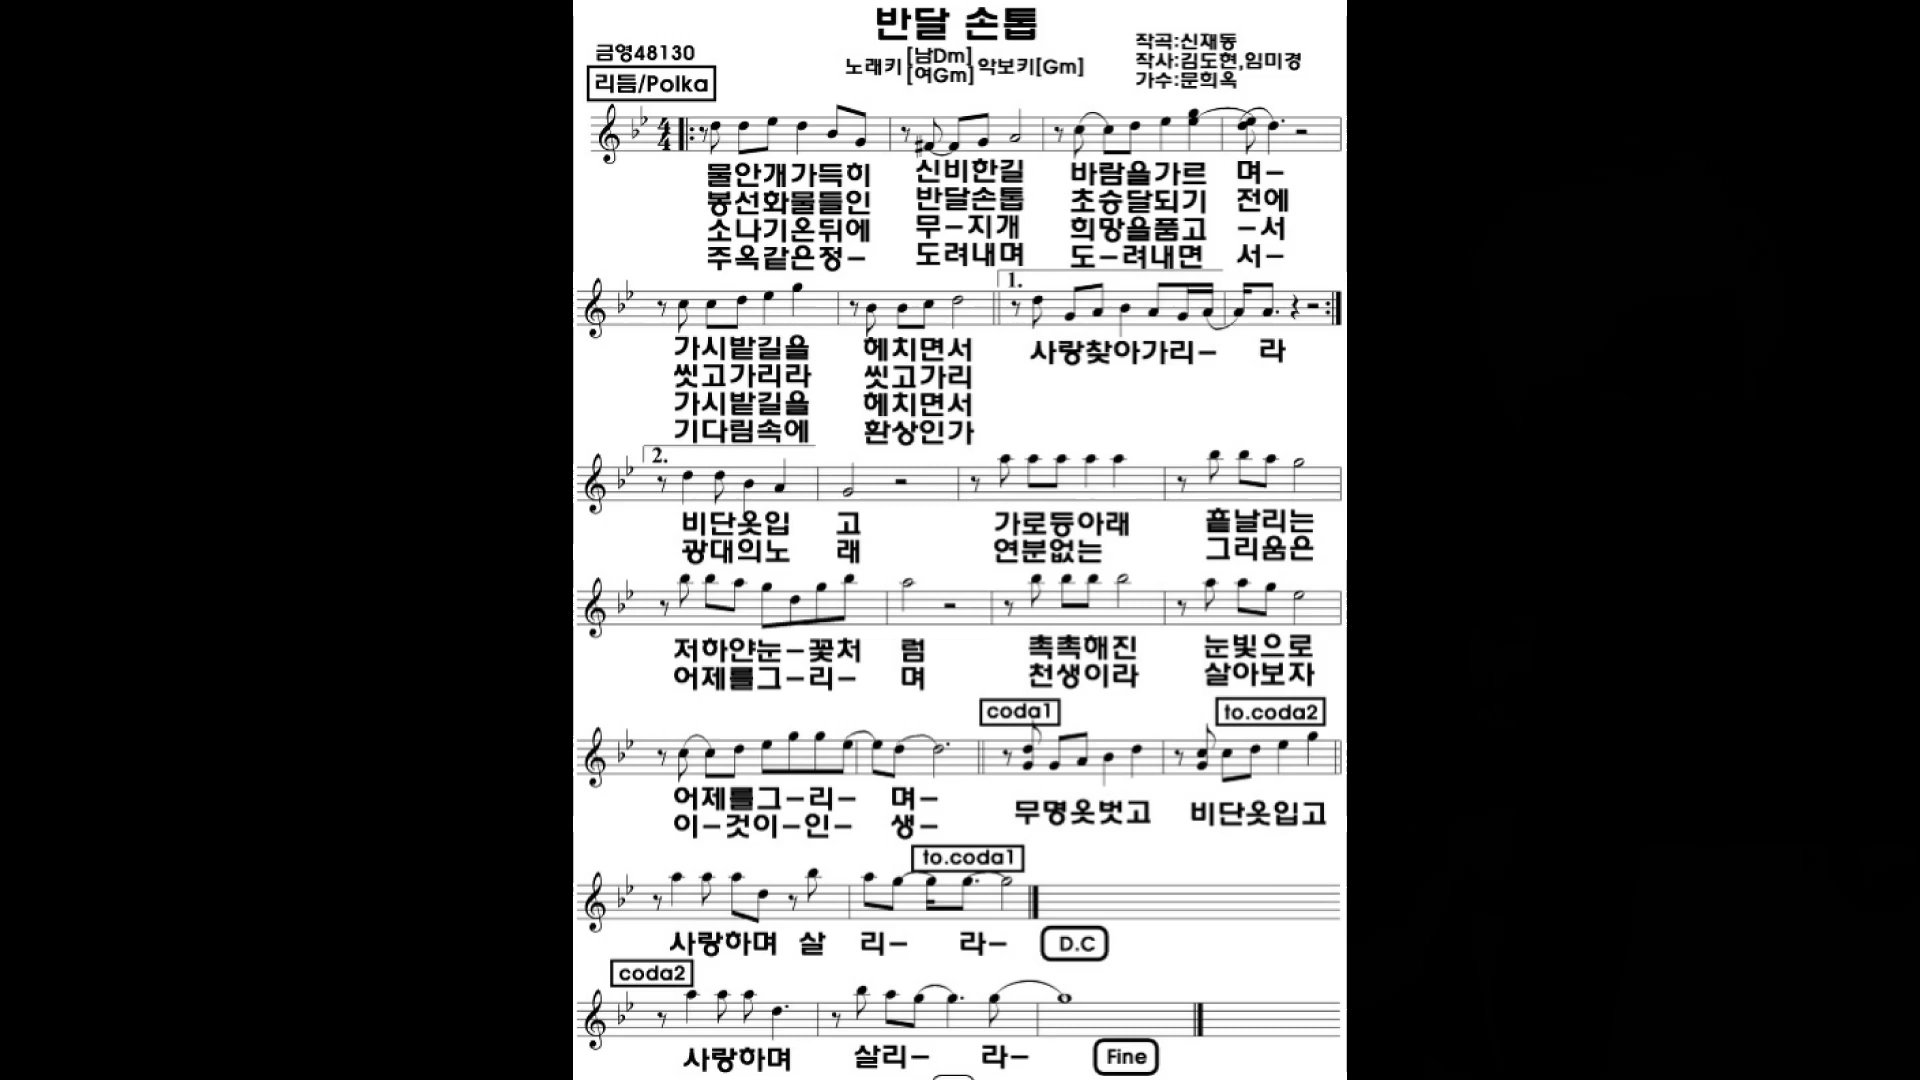 반달 손톱
금영48130
노래키[남Dm][여Gm]악보키[Gm]
작곡:신재동
작사:김도현,임미경
가수:문희옥
리듬/Polka
물안개가득히 신비한길 바람을가르 며-
봉선화물들인 반달손톱 초승달되기 전에
소나기온뒤에 무-지개 희망을품고 -서
주옥같은정- 도려내며 도-려내면 서-
1.
가시밭길을 헤치면서 사랑찾아가리- 라
씻고가리라 씻고가리
가시밭길을 헤치면서
기다림속에 환상인가
2.
비단옷입 고 가로등아래 흩날리는
광대의노 래 연분없는 그리움은
저하얀눈-꽃처 럼 촉촉해진 눈빛으로
어제를그-리- 며 천생이라 살아보자
coda1 to.coda2
어제를그-리- 며- 무명옷벗고 비단옷입고
이-것이-인- 생-
to.coda1
사랑하며 살 리- 라- D.C
coda2
사랑하며 살리- 라- Fine